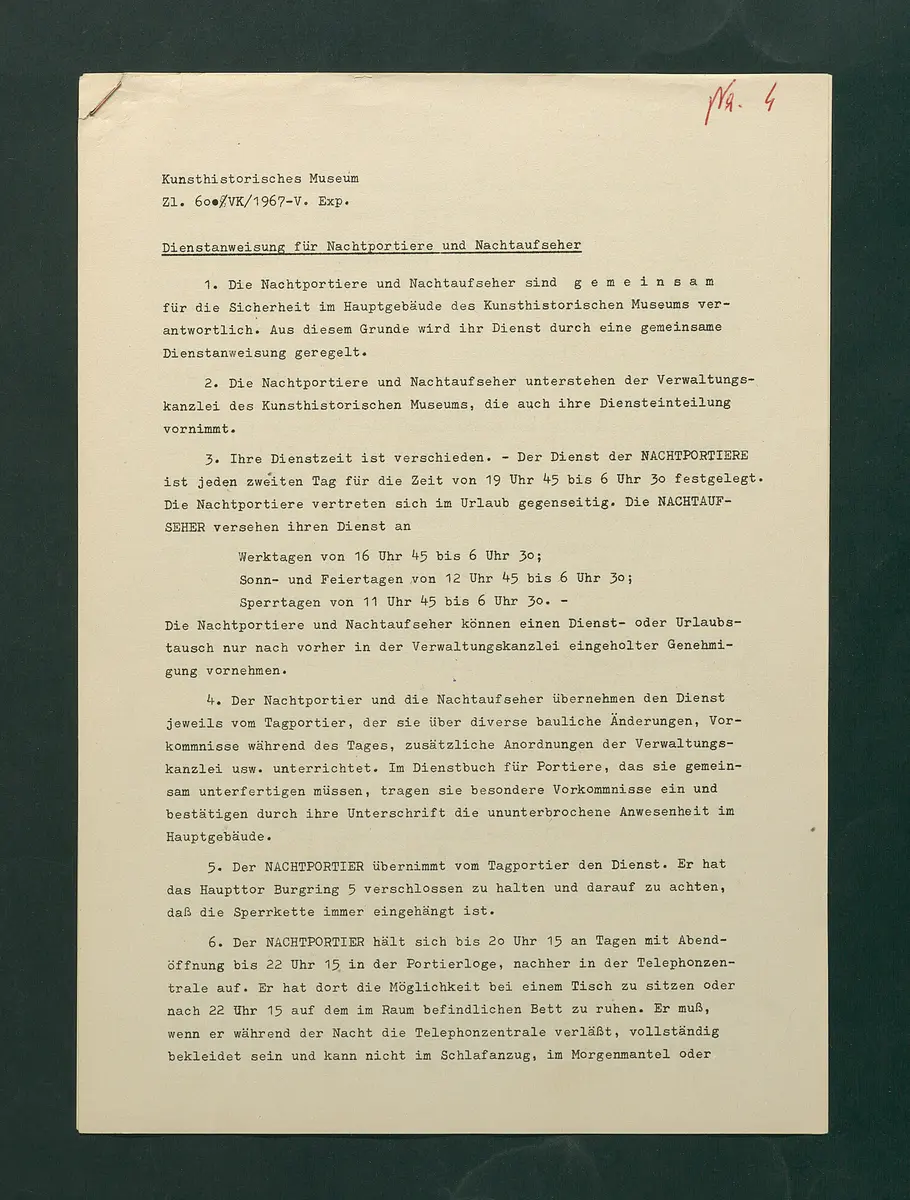 Nr. 4
Kunsthistorisches Museum
Zl. 600/VK/1967-V. Exp.
Dienstanweisung für Nachtportiere und Nachtaufseher
1. Die Nachtportiere und Nachtaufseher sind g e m e i n s a m
für die Sicherheit im Hauptgebäude des Kunsthistorischen Museums ver-
antwortlich. Aus diesem Grunde wird ihr Dienst durch eine gemeinsame
Dienstanweisung geregelt.
2. Die Nachtportiere und Nachtaufseher unterstehen der Verwaltungs-
kanzlei des Kunsthistorischen Museums, die auch ihre Diensteinteilung
vornimmt.
3. Ihre Dienstzeit ist verschieden. - Der Dienst der NACHTPORTIERE
ist jeden zweiten Tag für die Zeit von 19 Uhr 45 bis 6 Uhr 3o festgelegt.
Die Nachtportiere vertreten sich im Urlaub gegenseitig. Die NACHTAUF-
SEHER versehen ihren Dienst an
Werktagen von 16 Uhr 45 bis 6 Uhr 3o;
Sonn- und Feiertagen von 12 Uhr 45 bis 6 Uhr 3o;
Sperrtagen von 11 Uhr 45 bis 6 Uhr 3o. -
Die Nachtportiere und Nachtaufseher können einen Dienst- oder Urlaubs-
tausch nur nach vorher in der Verwaltungskanzlei eingeholter Genehmi-
gung vornehmen.
4. Der Nachtportier und die Nachtaufseher übernehmen den Dienst
jeweils vom Tagportier, der sie über diverse bauliche Änderungen, Vor-
kommnisse während des Tages, zusätzliche Anordnungen der Verwaltungs-
kanzlei usw. unterrichtet. Im Dienstbuch für Portiere, das sie gemein-
sam unterfertigen müssen, tragen sie besondere Vorkommnisse ein und
bestätigen durch ihre Unterschrift die ununterbrochene Anwesenheit im
Hauptgebäude.
5. Der NACHTPORTIER übernimmt vom Tagportier den Dienst. Er hat
das Haupttor Burgring 5 verschlossen zu halten und darauf zu achten,
daß die Sperrkette immer eingehängt ist.
6. Der NACHTPORTIER hält sich bis 2o Uhr 15 an Tagen mit Abend-
öffnung bis 22 Uhr 15 in der Portierloge, nachher in der Telephonzen-
trale auf. Er hat dort die Möglichkeit bei einem Tisch zu sitzen oder
nach 22 Uhr 15 auf dem im Raum befindlichen Bett zu ruhen. Er muß,
wenn er während der Nacht die Telephonzentrale verläßt, vollständig
bekleidet sein und kann nicht im Schlafanzug, im Morgenmantel oder